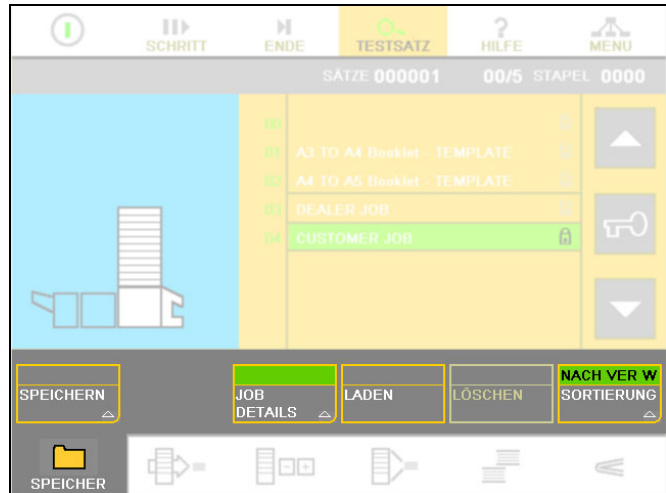 SCHRITT
ENDE
TESTSATZ
HILFE
MENU
SÄTZE 000001 00/5 STAPEL 0000
00
01 A3 TO A4 Booklet - TEMPLATE
02 A4 TO A5 Booklet - TEMPLATE
03 DEALER JOB
04 CUSTOMER JOB
SPEICHERN
JOB
DETAILS
LADEN
LÖSCHEN
NACH VER W
SORTIERUNG
SPEICHER